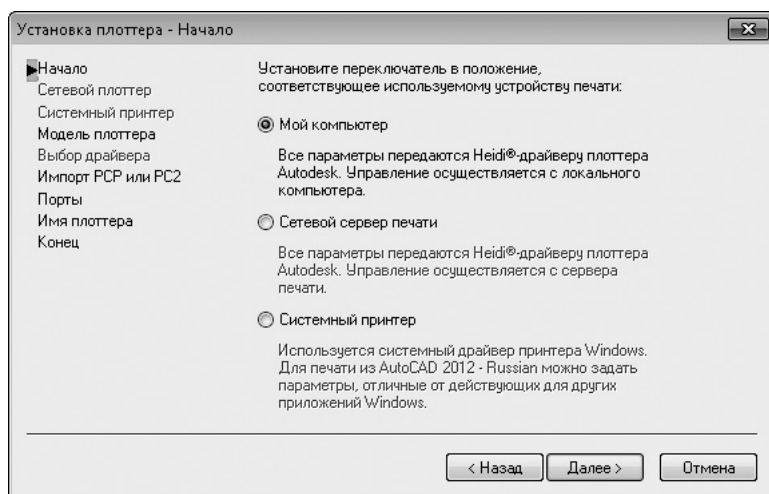 Установка плоттера - Начало
Начало
Сетевой плоттер
Системный принтер
Модель плоттера
Выбор драйвера
Импорт PCP или PC2
Порты
Имя плоттера
Конец
Установите переключатель в положение,
соответствующее используемому устройству печати:
Мой компьютер
Все параметры передаются Heidi®-драйверу плоттера
Autodesk. Управление осуществляется с локального
компьютера.
Сетевой сервер печати
Все параметры передаются Heidi®-драйверу плоттера
Autodesk. Управление осуществляется с сервера
печати.
Системный принтер
Используется системный драйвер принтера Windows.
Для печати из AutoCAD 2012 - Russian можно задать
параметры, отличные от действующих для других
приложений Windows.
< Назад
Далее >
Отмена